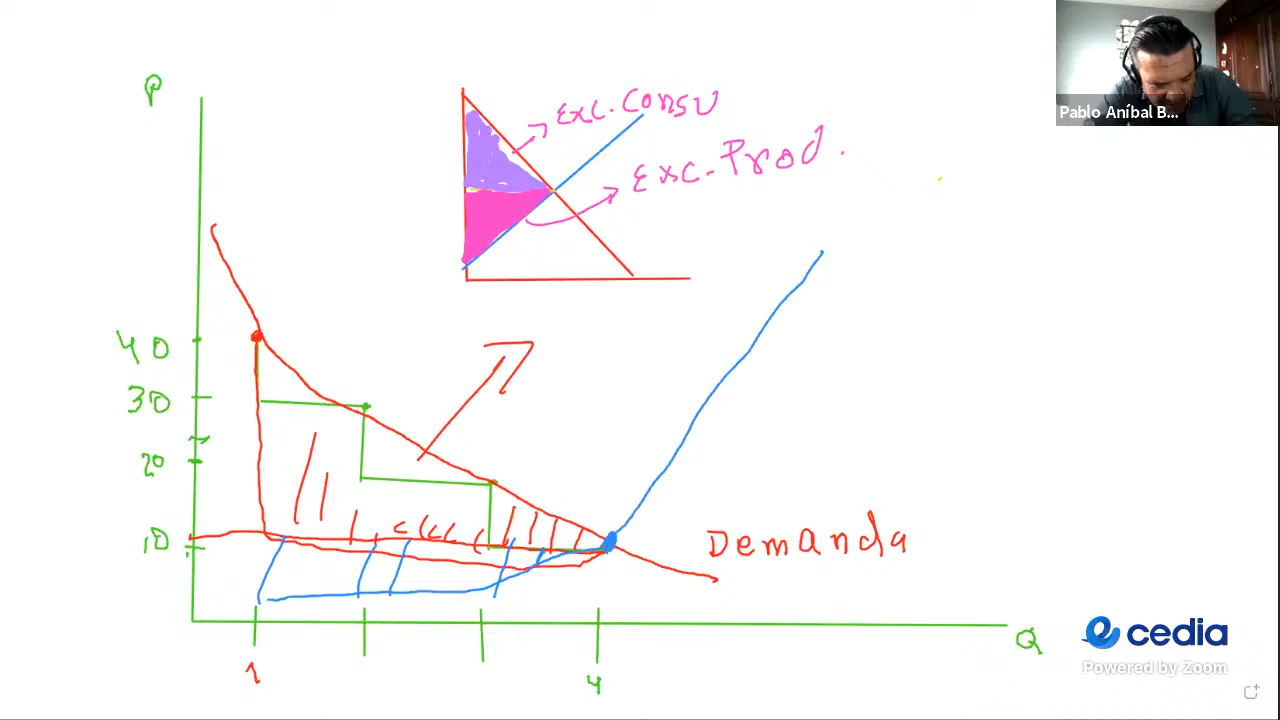 P
Exc. Consu
Exc. Prod.
Pablo Aníbal B...
40
30
20
10
Demanda
Q
1
4
cedia
Powered by Zoom